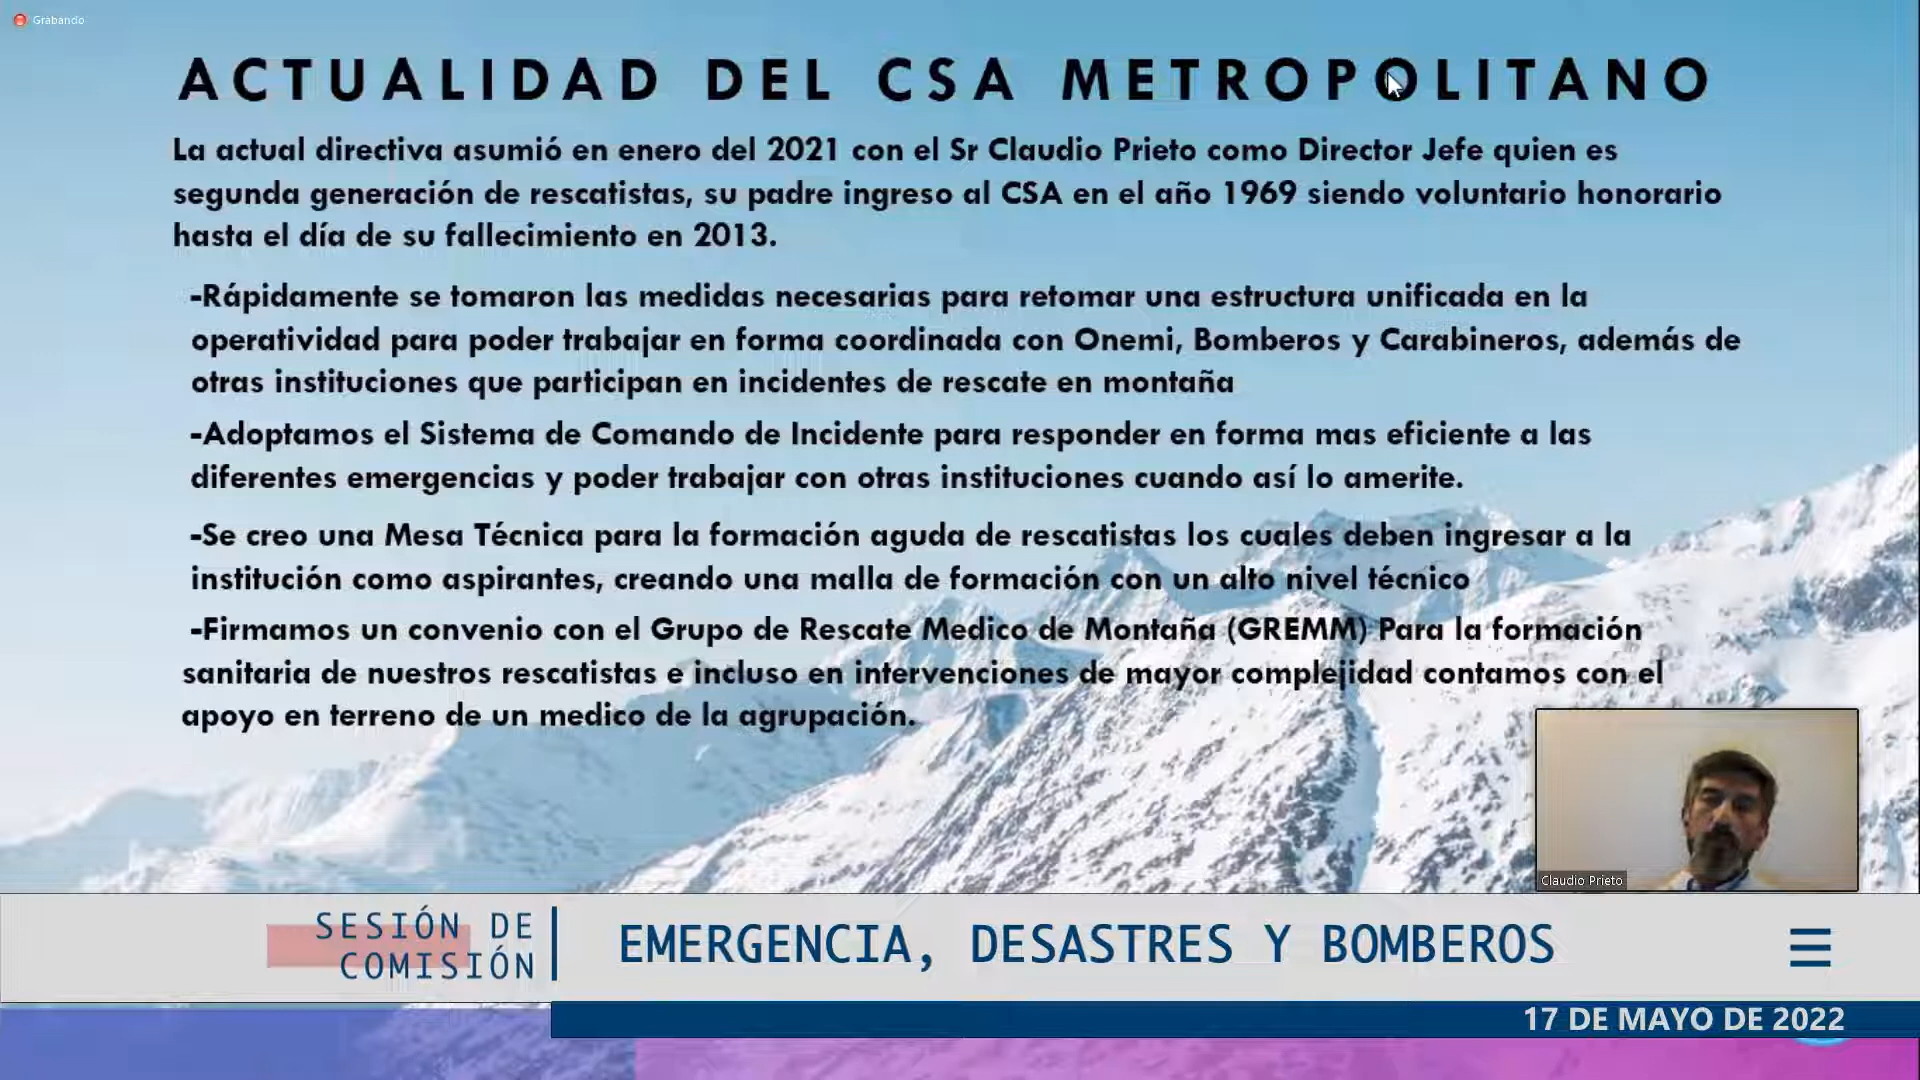 Grabando
ACTUALIDAD DEL CSA METROPOLITANO
La actual directiva asumió en enero del 2021 con el Sr Claudio Prieto como Director Jefe quien es
segunda generación de rescatistas, su padre ingreso al CSA en el año 1969 siendo voluntario honorario
hasta el día de su fallecimiento en 2013.
-Rápidamente se tomaron las medidas necesarias para retomar una estructura unificada en la
operatividad para poder trabajar en forma coordinada con Onemi, Bomberos y Carabineros, además de
otras instituciones que participan en incidentes de rescate en montaña
-Adoptamos el Sistema de Comando de Incidente para responder en forma mas eficiente a las
diferentes emergencias y poder trabajar con otras instituciones cuando así lo amerite.
-Se creo una Mesa Técnica para la formación aguda de rescatistas los cuales deben ingresar a la
institución como aspirantes, creando una malla de formación con un alto nivel técnico
-Firmamos un convenio con el Grupo de Rescate Medico de Montaña (GREMM) Para la formación
sanitaria de nuestros rescatistas e incluso en intervenciones de mayor complejidad contamos con el
apoyo en terreno de un medico de la agrupación.
Claudio Prieto
SESIÓN DE
COMISIÓN
EMERGENCIA, DESASTRES Y BOMBEROS
17 DE MAYO DE 2022